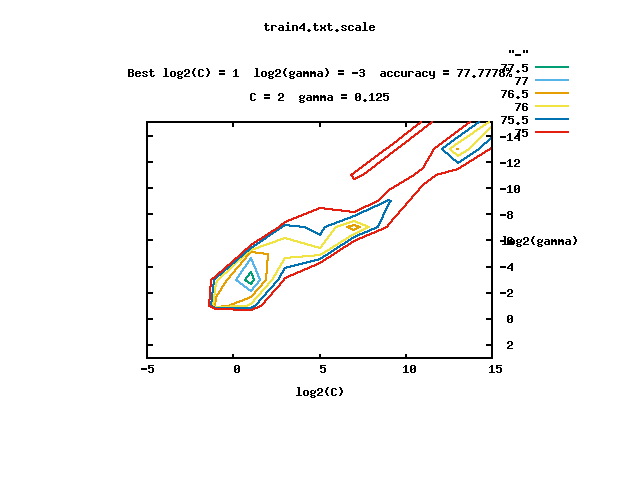 train4.txt.scale
"-"
Best log2(C) = 1 log2(gamma) = -3 accuracy = 77.7778%
77.5
77
C = 2 gamma = 0.125
76.5
76
75.5
75
-14
-12
-10
-8
-6
log2(gamma)
-4
-2
0
2
-5 0 5 10 15
log2(C)